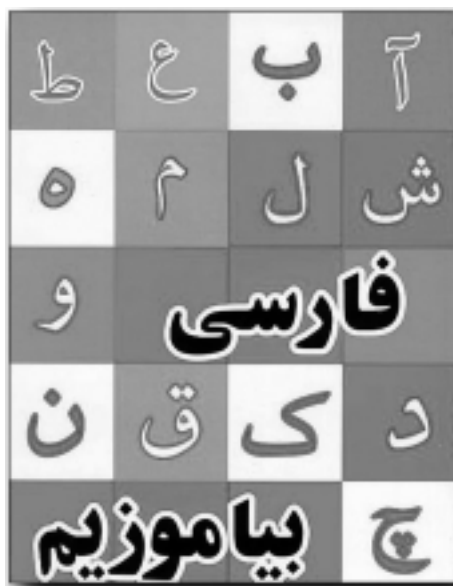 آ ب ع ط
ش ل م ه
فارسی و
د ک ق ن
چ بیاموزیم